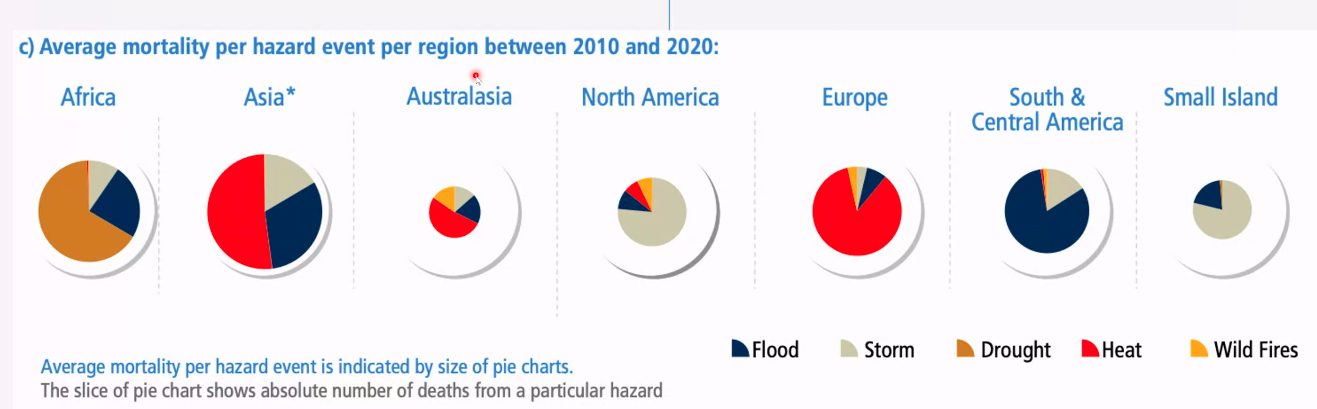 c) Average mortality per hazard event per region between 2010 and 2020:
Africa
Asia*
Australasia
North America
Europe
South &
Central America
Small Island
Flood
Storm
Drought
Heat
Wild Fires
Average mortality per hazard event is indicated by size of pie charts.
The slice of pie chart shows absolute number of deaths from a particular hazard